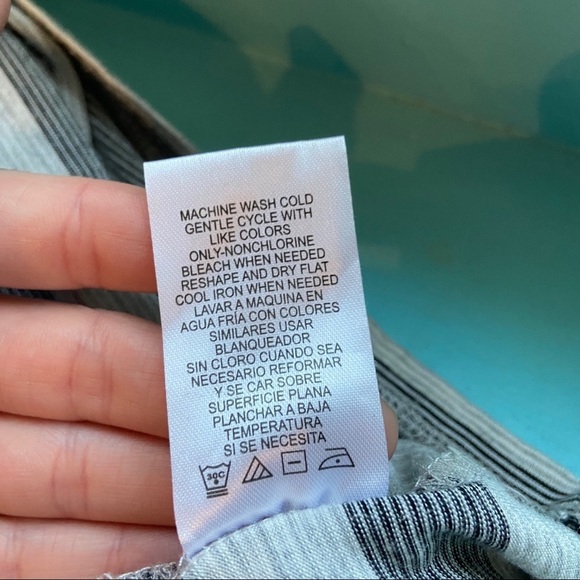 MACHINE WASH COLD
GENTLE CYCLE WITH
LIKE COLORS
ONLY-NONCHLORINE
BLEACH WHEN NEEDED
RESHAPE AND DRY FLAT
COOL IRON WHEN NEEDED
LAVAR A MAQUINA EN
AGUA FRÍA CON COLORES
SIMILARES USAR
BLANQUEADOR
SIN CLORO CUANDO SEA
NECESARIO REFORMAR
Y SE CAR SOBRE
SUPERFICIE PLANA
PLANCHAR A BAJA
TEMPERATURA
SI SE NECESITA
30C